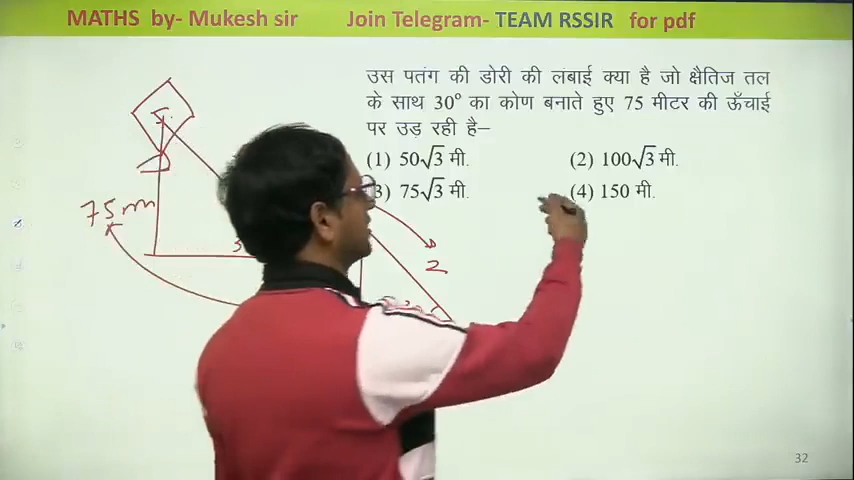 MATHS by- Mukesh sir Join Telegram- TEAM RSSIR for pdf
उस पतंग की डोरी की लंबाई क्या है जो क्षैतिज तल
के साथ 30° का कोण बनाते हुए 75 मीटर की ऊँचाई
पर उड़ रही है–
(1) 50√3 मी. (2) 100√3 मी.
3) 75√3 मी. (4) 150 मी.
75m
2
32